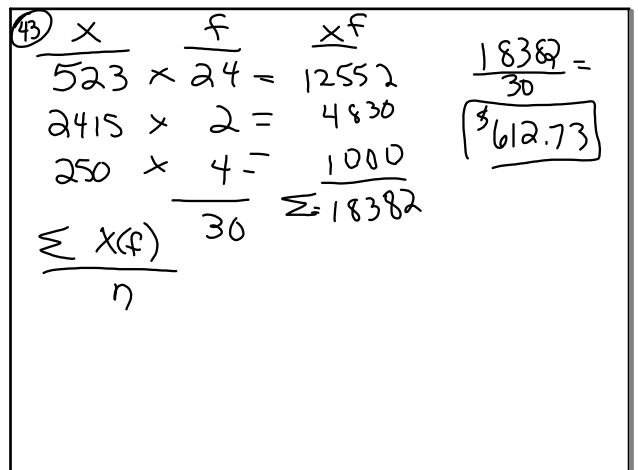 43 x f xf
523 × 24 = 12552
2415 × 2 = 4830
250 × 4 = 1000
30 Σ= 18382
Σ x(f)
n
18382
30 =
$612.73